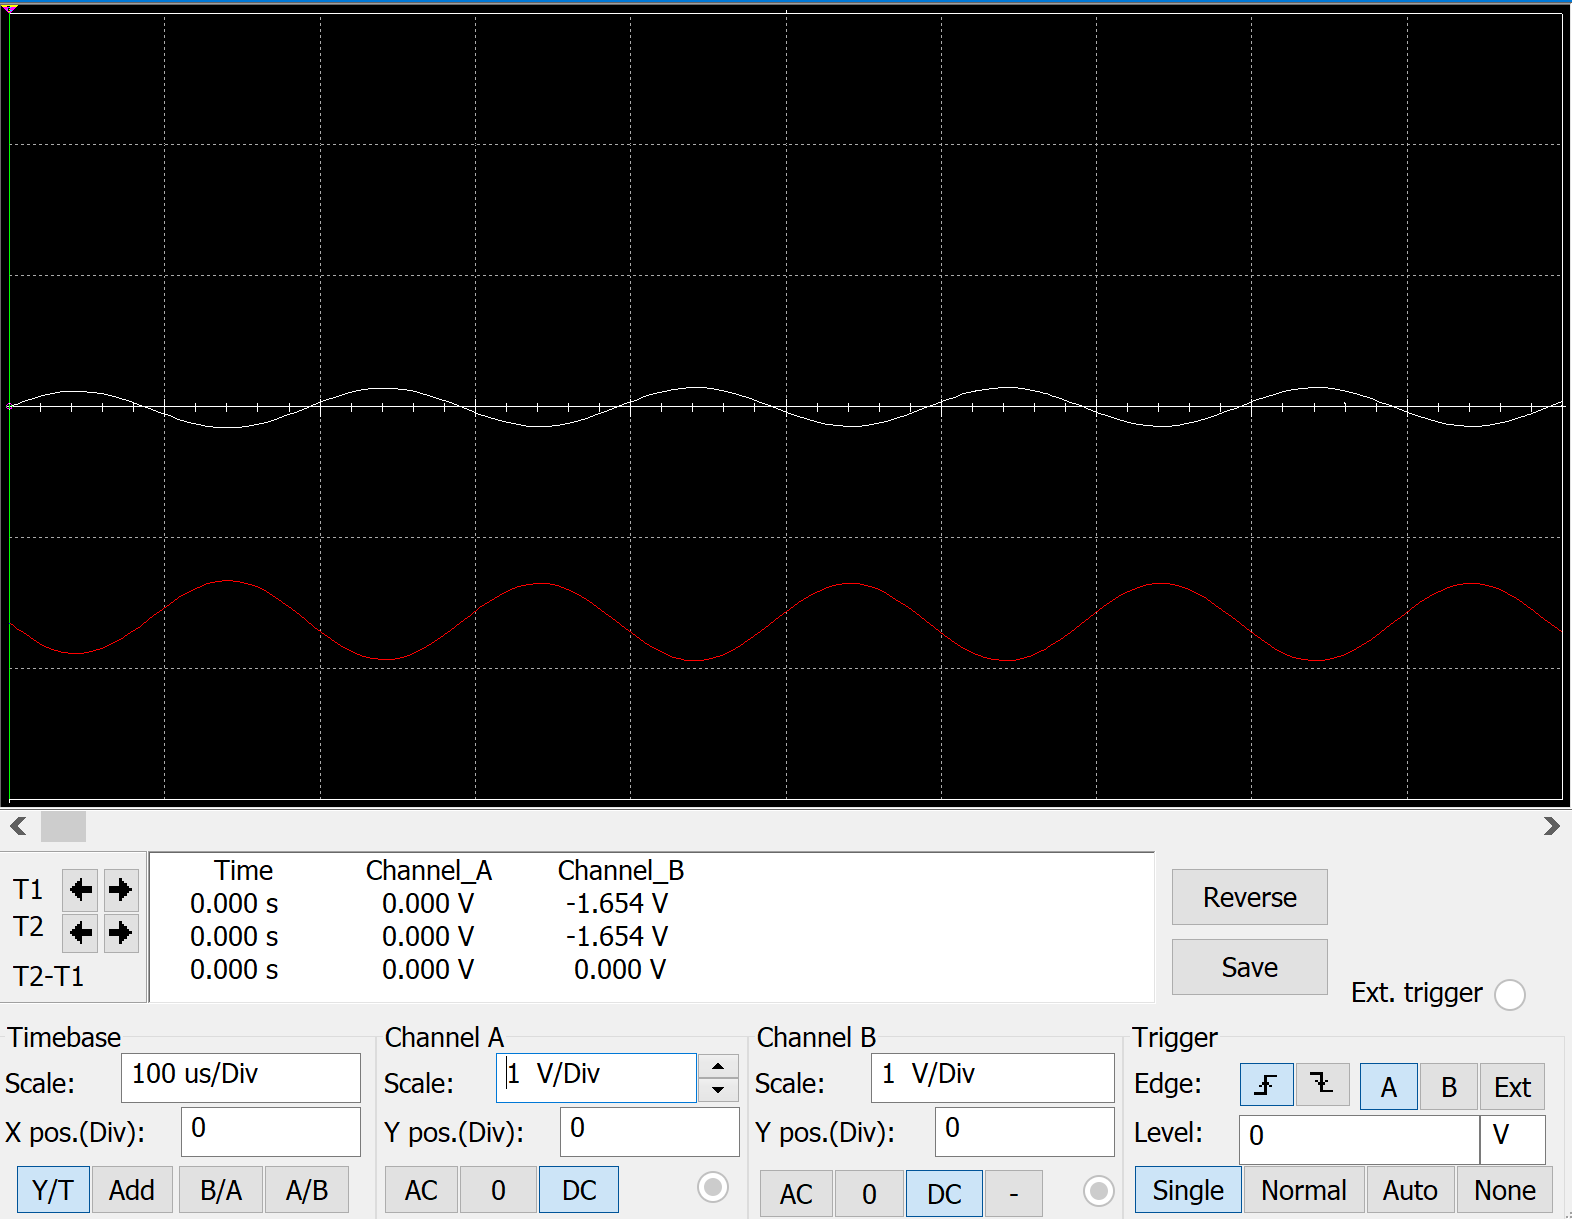 Time Channel_A Channel_B
T1 0.000 s 0.000 V -1.654 V
T2 0.000 s 0.000 V -1.654 V
T2-T1 0.000 s 0.000 V 0.000 V
Reverse
Save
Ext. trigger
Timebase
Scale: 100 us/Div
X pos.(Div): 0
Y/T Add B/A A/B
Channel A
Scale: 1 V/Div
Y pos.(Div): 0
AC 0 DC
Channel B
Scale: 1 V/Div
Y pos.(Div): 0
AC 0 DC -
Trigger
Edge: A B Ext
Level: 0 V
Single Normal Auto None